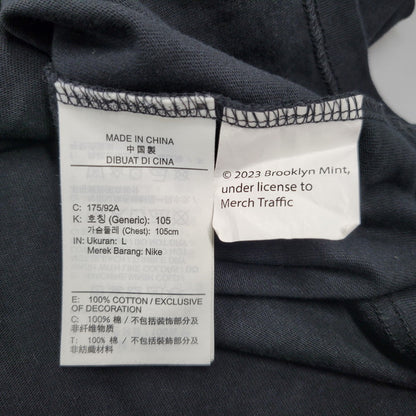 MADE IN CHINA
中国製
DIBUAT DI CINA
C: 175/92A
K: 호칭 (Generic): 105
가슴둘레 (Chest): 105cm
IN: Ukuran: L
Merek Barang: Nike
E: 100% COTTON / EXCLUSIVE
OF DECORATION
C: 100% 棉 / 不包括装饰部分及
非纤维物质
T: 100% 棉 / 不包括裝飾部分及
非紡織材料
© 2023 Brooklyn Mint,
under license to
Merch Traffic